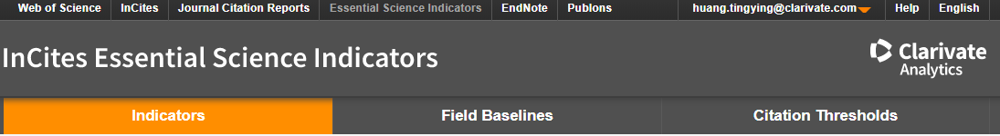 Web of Science InCites Journal Citation Reports Essential Science Indicators EndNote Publons huang.tingying@clarivate.com Help English
InCites Essential Science Indicators
Clarivate
Analytics
Indicators Field Baselines Citation Thresholds